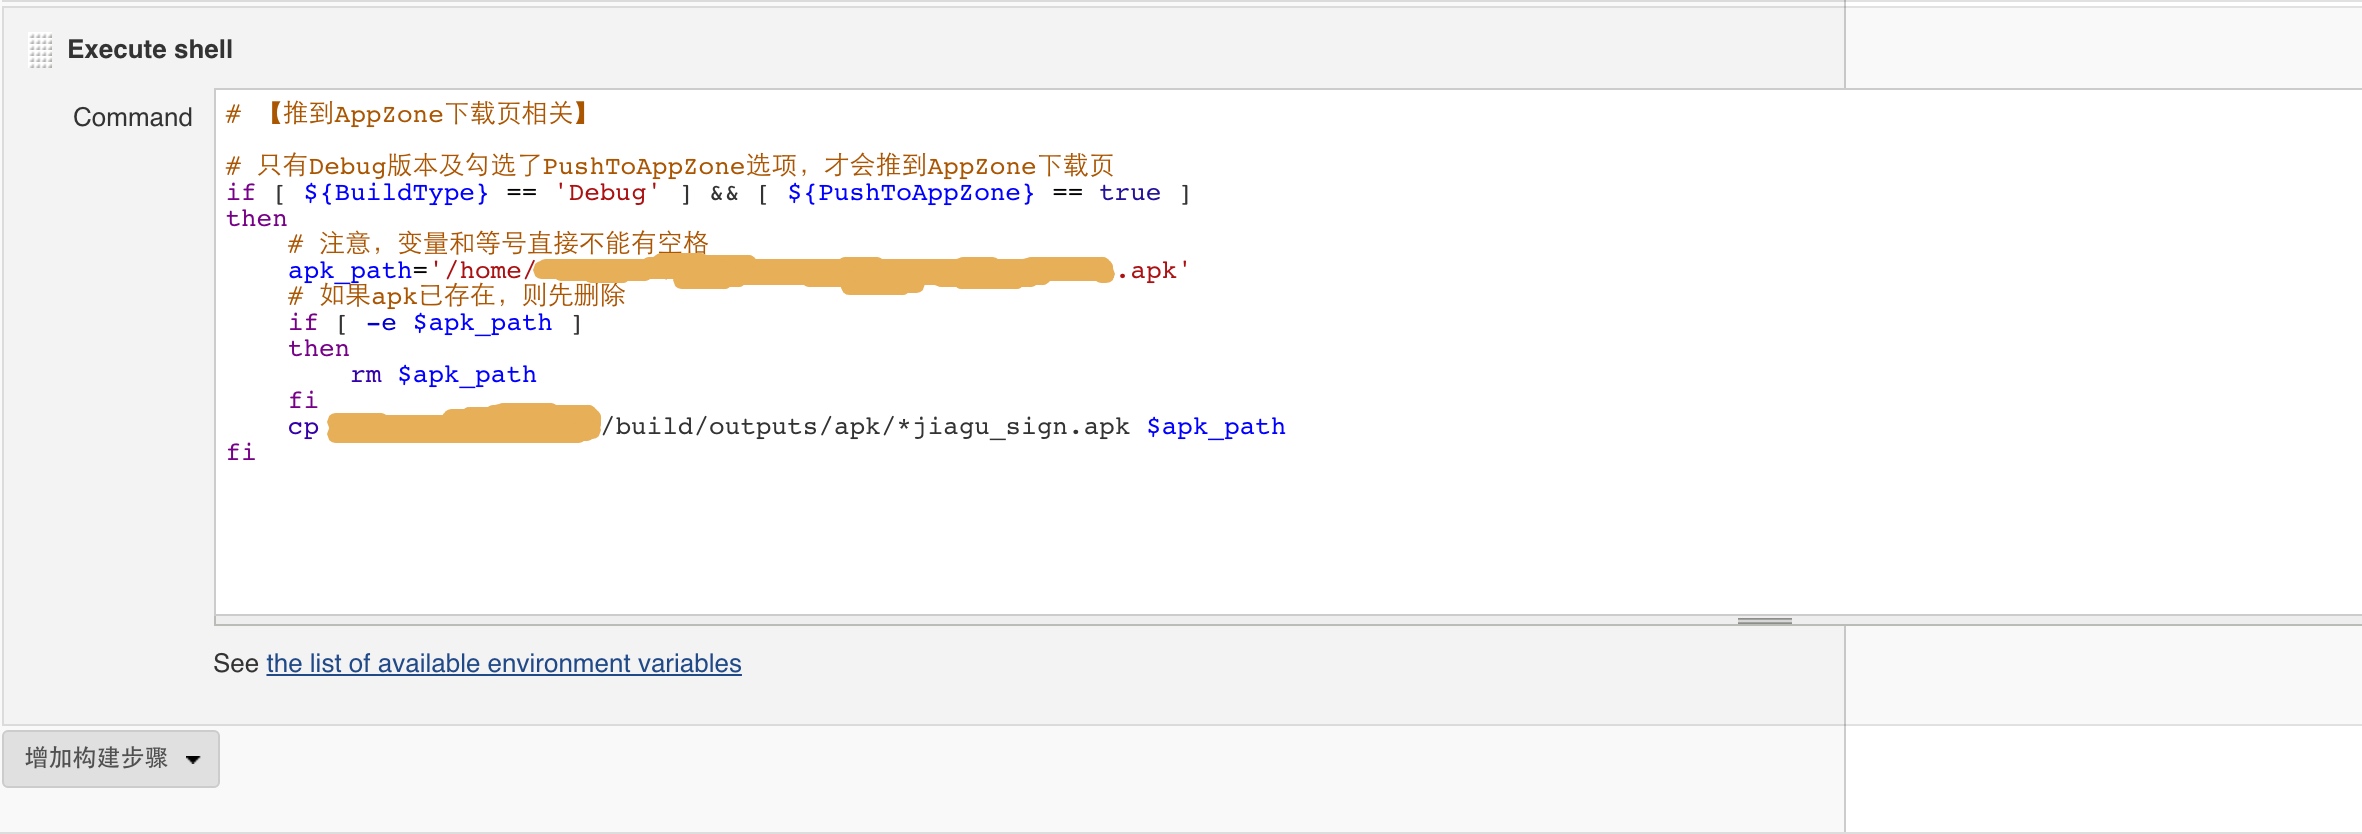 Execute shell
Command
# 【推到AppZone下载页相关】
# 只有Debug版本及勾选了PushToAppZone选项，才会推到AppZone下载页
if [ ${BuildType} == 'Debug' ] && [ ${PushToAppZone} == true ]
then
# 注意，变量和等号直接不能有空格
apk_path='/home/ .apk'
# 如果apk已存在，则先删除
if [ -e $apk_path ]
then
rm $apk_path
fi
cp /build/outputs/apk/*jiagu_sign.apk $apk_path
fi
See the list of available environment variables
增加构建步骤